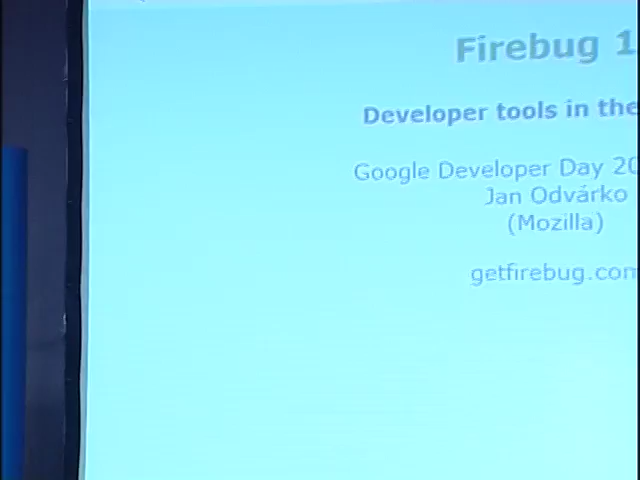 Firebug 1
Developer tools in the
Google Developer Day 20
Jan Odvárko
(Mozilla)
getfirebug.com